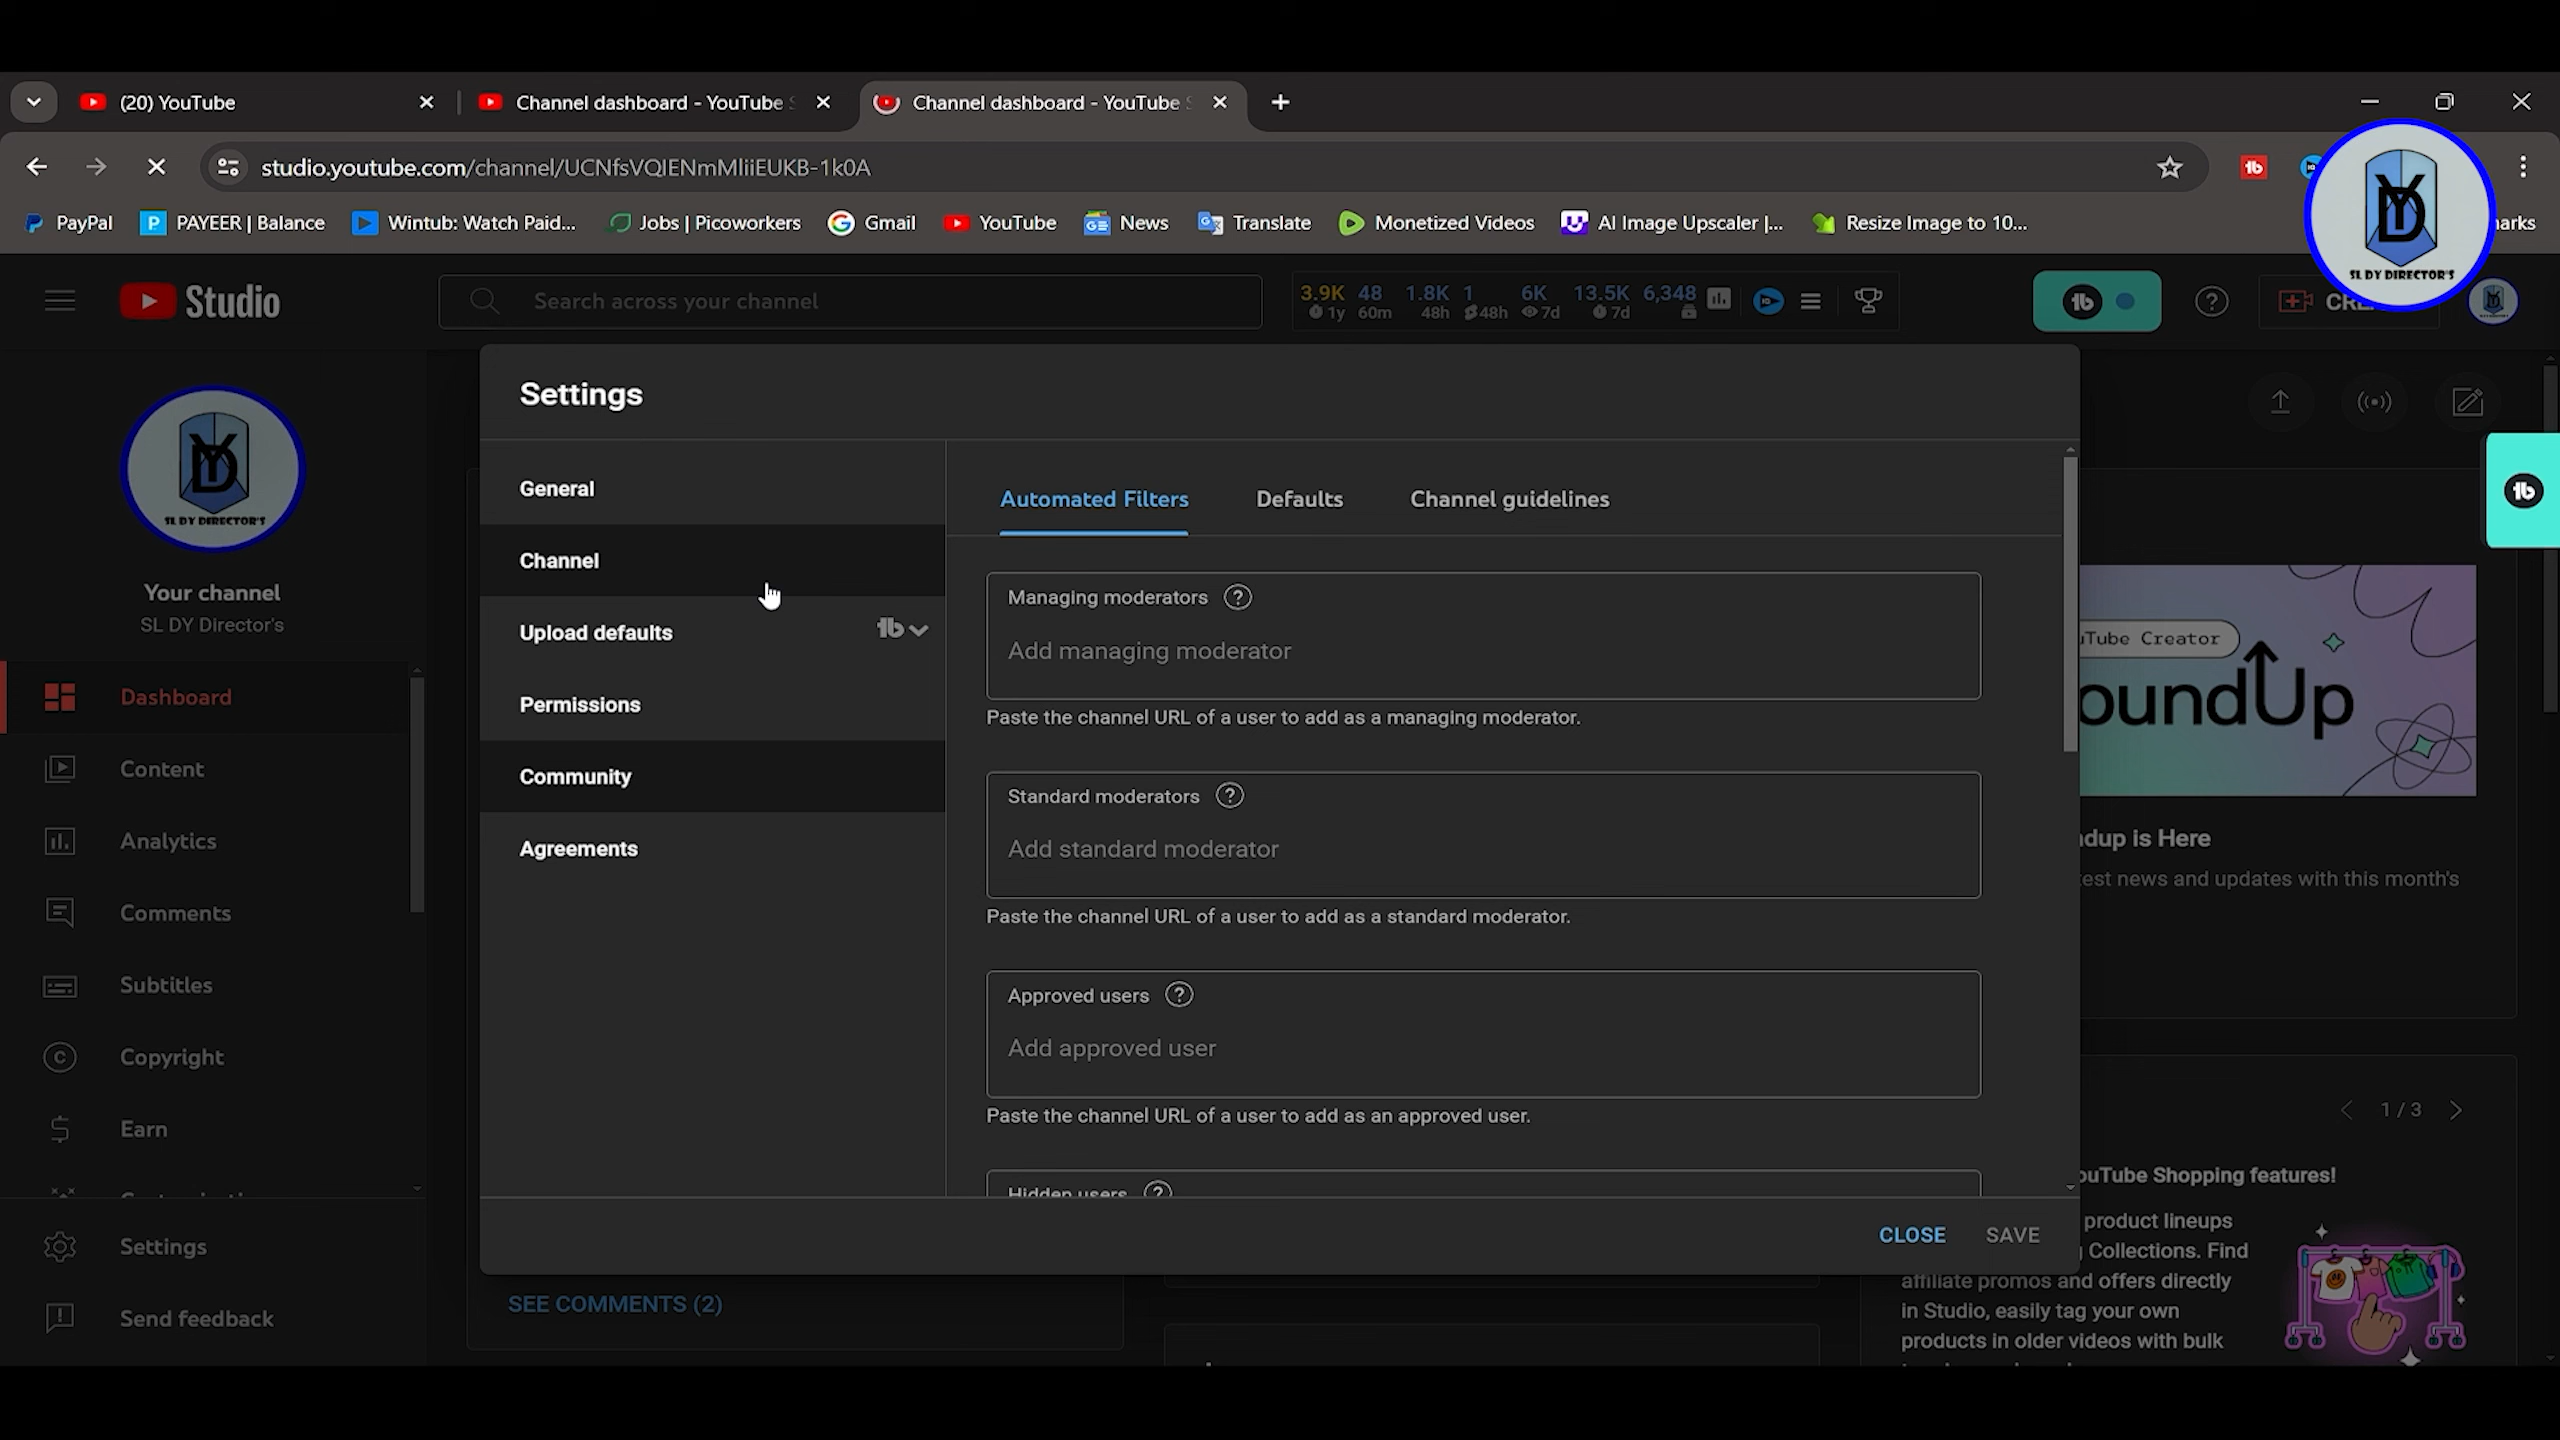 (20) YouTube
Channel dashboard - YouTube
Channel dashboard - YouTube
studio.youtube.com/channel/UCNfsVQIENmMliiEUKB-1k0A
PayPal
PAYEER | Balance
Wintub: Watch Paid...
Jobs | Picoworkers
Gmail
YouTube
News
Translate
Monetized Videos
AI Image Upscaler |...
Resize Image to 10...
SL DY DIRECTOR'S
Studio
Search across your channel
3.9K 48 1.8K 1 6K 13.5K 6,348
1y 60m 48h 48h 7d 7d
Settings
General
Channel
Upload defaults
Permissions
Community
Agreements
Automated Filters
Defaults
Channel guidelines
Managing moderators
Add managing moderator
Paste the channel URL of a user to add as a managing moderator.
Standard moderators
Add standard moderator
Paste the channel URL of a user to add as a standard moderator.
Approved users
Add approved user
Paste the channel URL of a user to add as an approved user.
Hidden users
CLOSE
SAVE
SL DY DIRECTOR'S
Your channel
SL DY Director's
Dashboard
Content
Analytics
Comments
Subtitles
Copyright
Earn
Settings
Send feedback
SEE COMMENTS (2)
uTube Creator
oundUp
dup is Here
est news and updates with this month's
1 / 3
ouTube Shopping features!
product lineups
Collections. Find
affiliate promos and offers directly
in Studio, easily tag your own
products in older videos with bulk